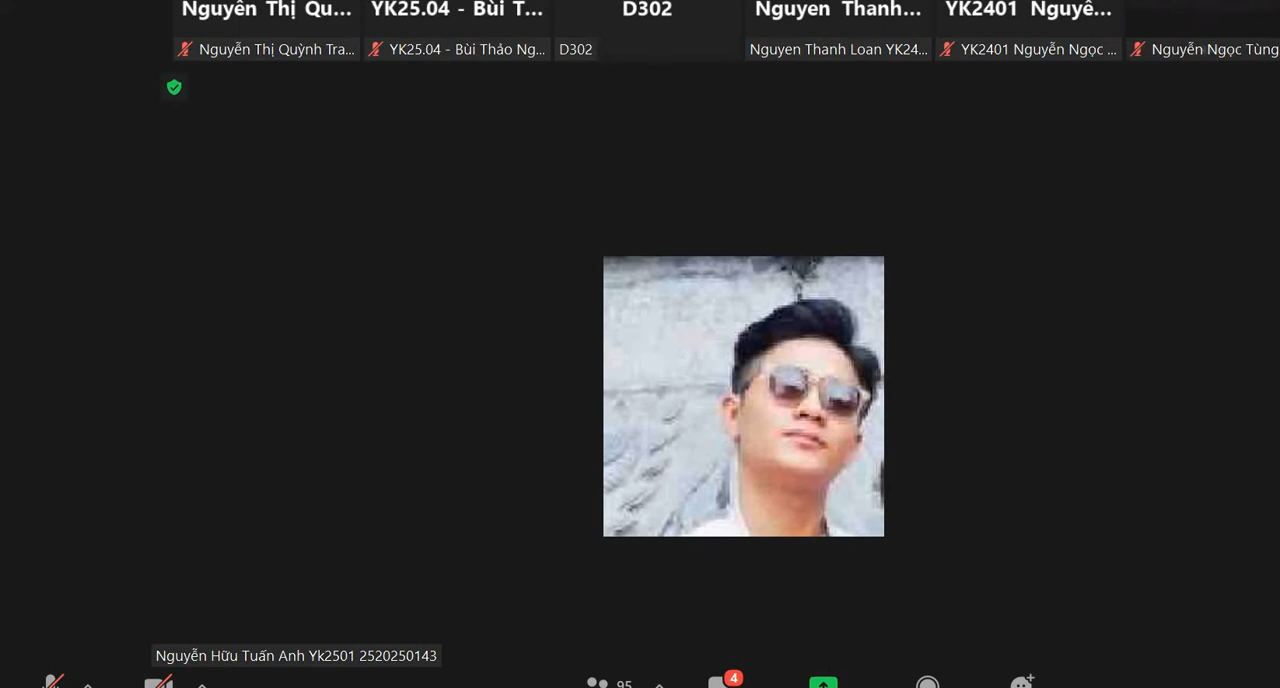 Nguyễn Thị Qu... YK25.04 - Bùi T... D302 Nguyen Thanh... YK2401 Nguyễ...
Nguyễn Thị Quỳnh Tra... YK25.04 - Bùi Thảo Ng... D302 Nguyen Thanh Loan YK24... YK2401 Nguyễn Ngọc ... Nguyễn Ngọc Tùng
Nguyễn Hữu Tuấn Anh Yk2501 2520250143
95 4